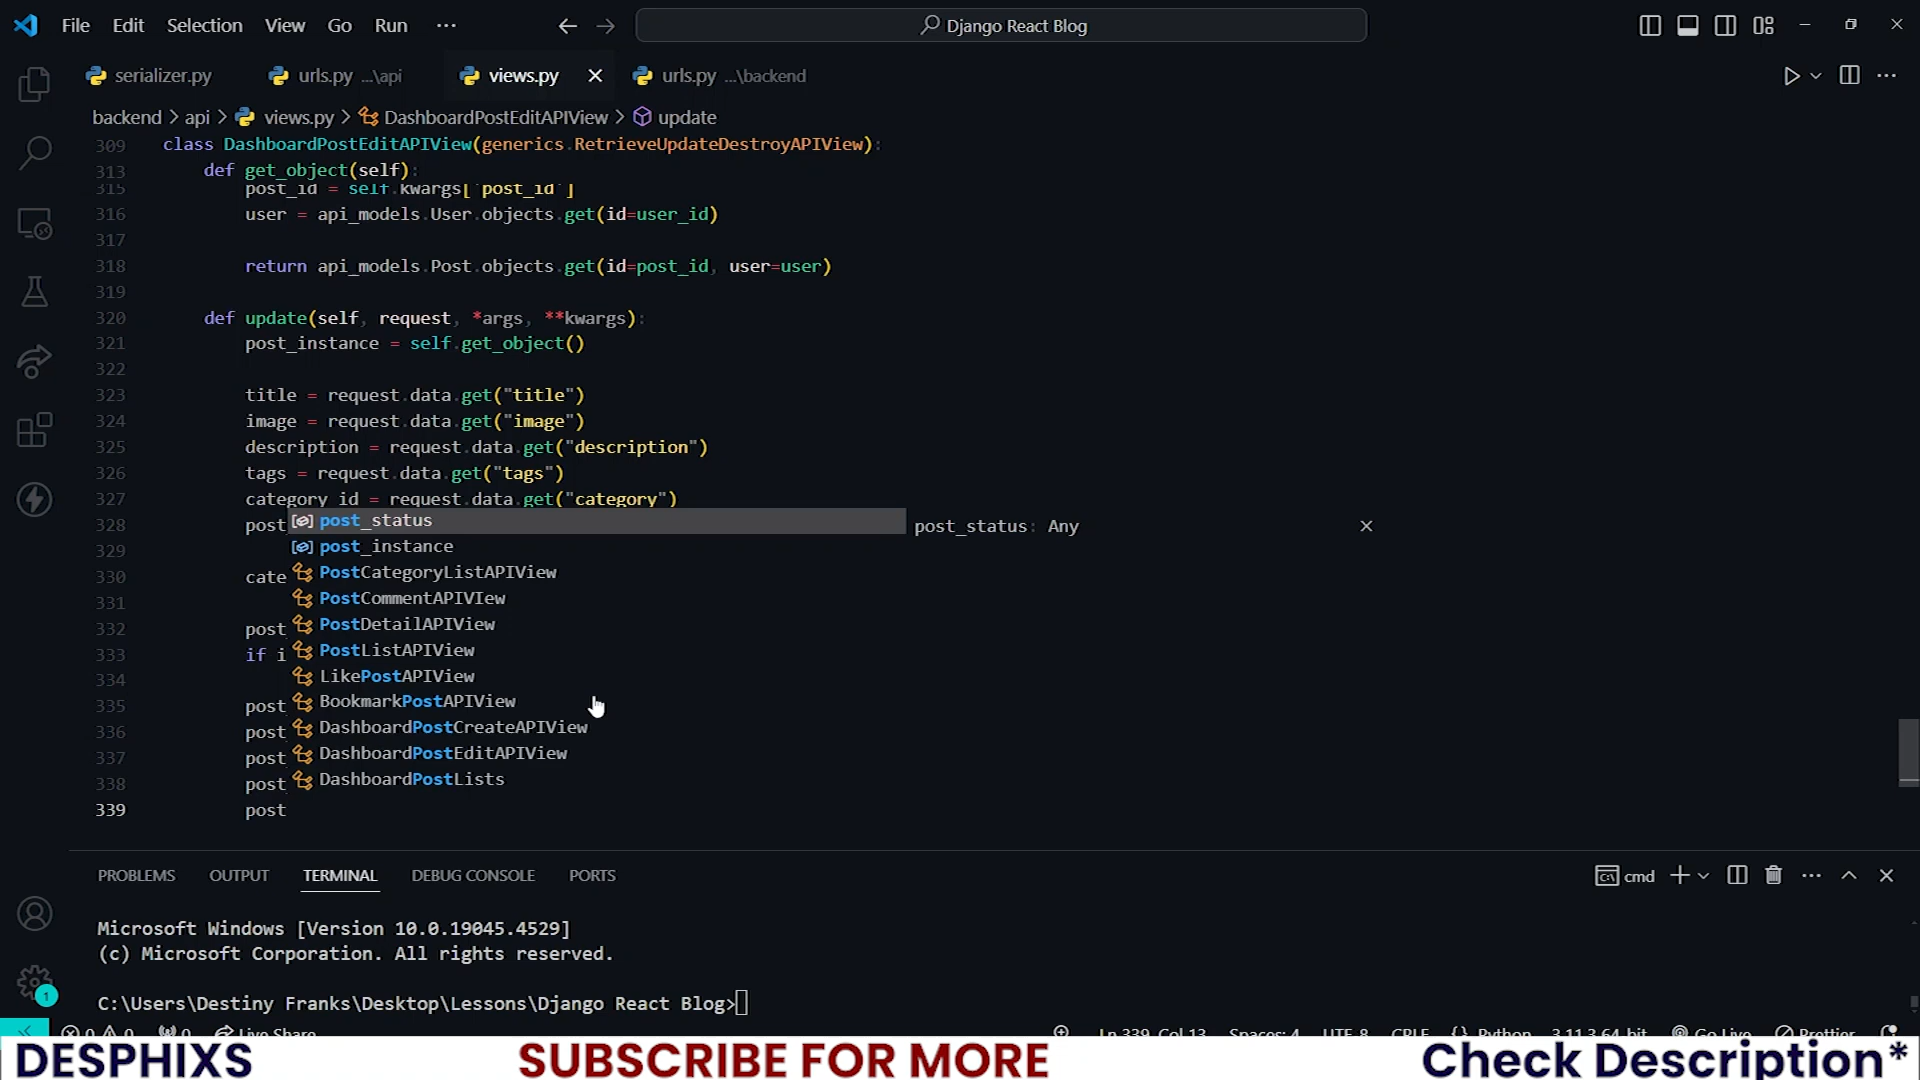 File Edit Selection View Go Run ··· Django React Blog
serializer.py urls.py ...\api views.py urls.py ...\backend
backend > api > views.py > DashboardPostEditAPIView > update
309 class DashboardPostEditAPIView(generics.RetrieveUpdateDestroyAPIView):
313 def get_object(self):
315 post_id = self.kwargs['post_id']
316 user = api_models.User.objects.get(id=user_id)
317
318 return api_models.Post.objects.get(id=post_id, user=user)
319
320 def update(self, request, *args, **kwargs):
321 post_instance = self.get_object()
322
323 title = request.data.get("title")
324 image = request.data.get("image")
325 description = request.data.get("description")
326 tags = request.data.get("tags")
327 category_id = request.data.get("category")
328 post post_status post_status: Any
329 post_instance
330 cate PostCategoryListAPIView
331 PostCommentAPIVIew
332 post_ PostDetailAPIView
333 if i PostListAPIView
334 LikePostAPIView
335 post_ BookmarkPostAPIView
336 post_ DashboardPostCreateAPIView
337 post_ DashboardPostEditAPIView
338 post_ DashboardPostLists
339 post
PROBLEMS OUTPUT TERMINAL DEBUG CONSOLE PORTS cmd
Microsoft Windows [Version 10.0.19045.4529]
(c) Microsoft Corporation. All rights reserved.
C:\Users\Destiny Franks\Desktop\Lessons\Django React Blog>
1
0 0 0 Live Share Ln 339, Col 13 Spaces: 4 UTF-8 CRLF {} Python 3.11.3 64-bit Go Live Prettier
DESPHIXS SUBSCRIBE FOR MORE Check Description*